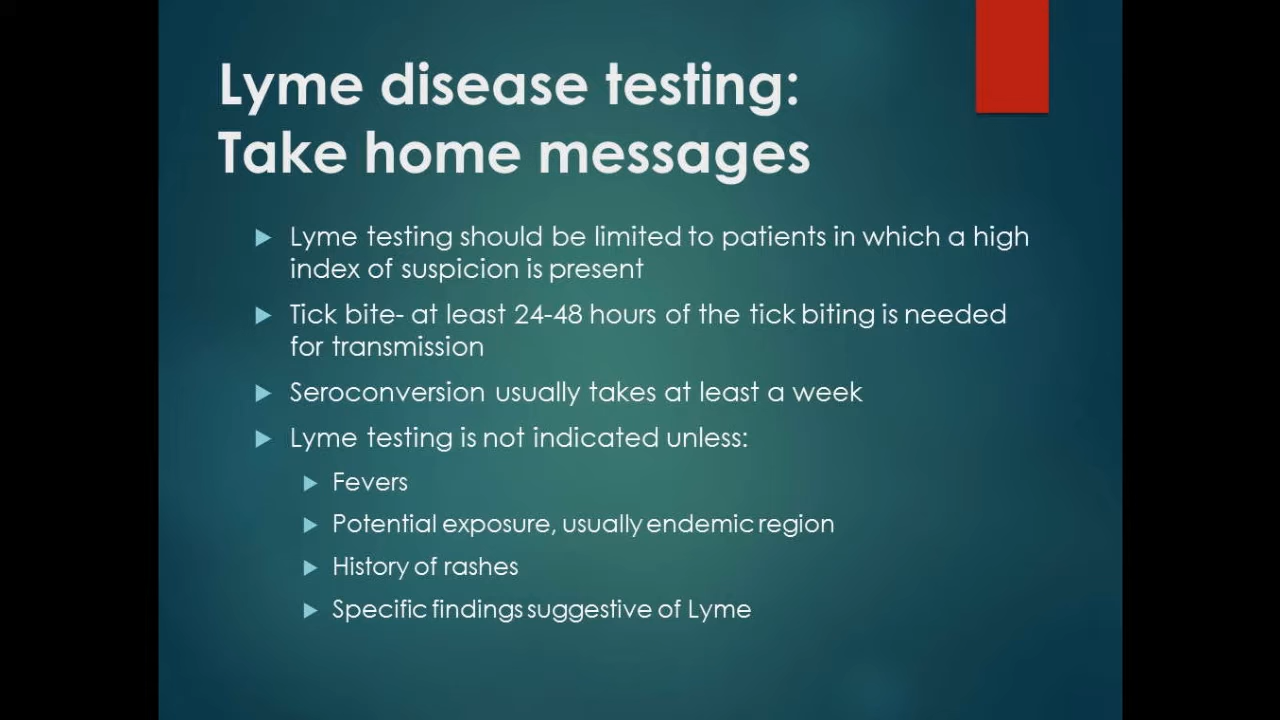 Lyme disease testing:
Take home messages
Lyme testing should be limited to patients in which a high
index of suspicion is present
Tick bite- at least 24-48 hours of the tick biting is needed
for transmission
Seroconversion usually takes at least a week
Lyme testing is not indicated unless:
Fevers
Potential exposure, usually endemic region
History of rashes
Specific findings suggestive of Lyme